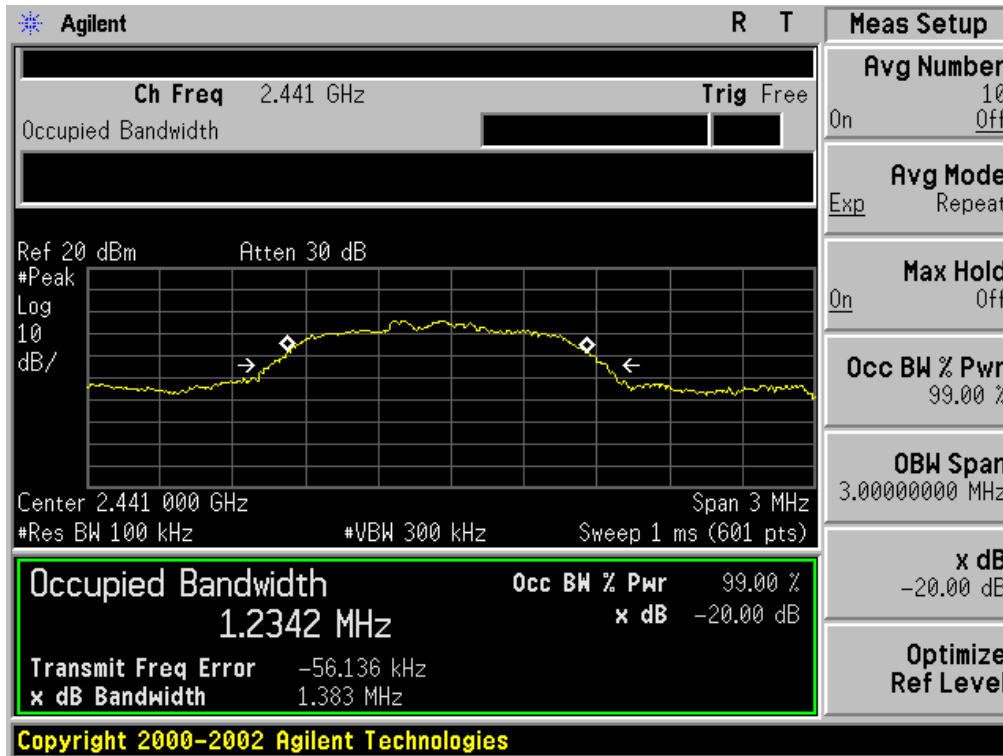 Agilent R T
Ch Freq 2.441 GHz Trig Free
Occupied Bandwidth
Ref 20 dBm Atten 30 dB
#Peak
Log
10
dB/
Center 2.441 000 GHz Span 3 MHz
#Res BW 100 kHz #VBW 300 kHz Sweep 1 ms (601 pts)
Occupied Bandwidth Occ BW % Pwr 99.00 %
1.2342 MHz x dB -20.00 dB
Transmit Freq Error -56.136 kHz
x dB Bandwidth 1.383 MHz
Copyright 2000-2002 Agilent Technologies
Meas Setup
Avg Number
10
On Off
Avg Mode
Exp Repeat
Max Hold
On Off
Occ BW % Pwr
99.00 %
OBW Span
3.00000000 MHz
x dB
-20.00 dB
Optimize
Ref Level